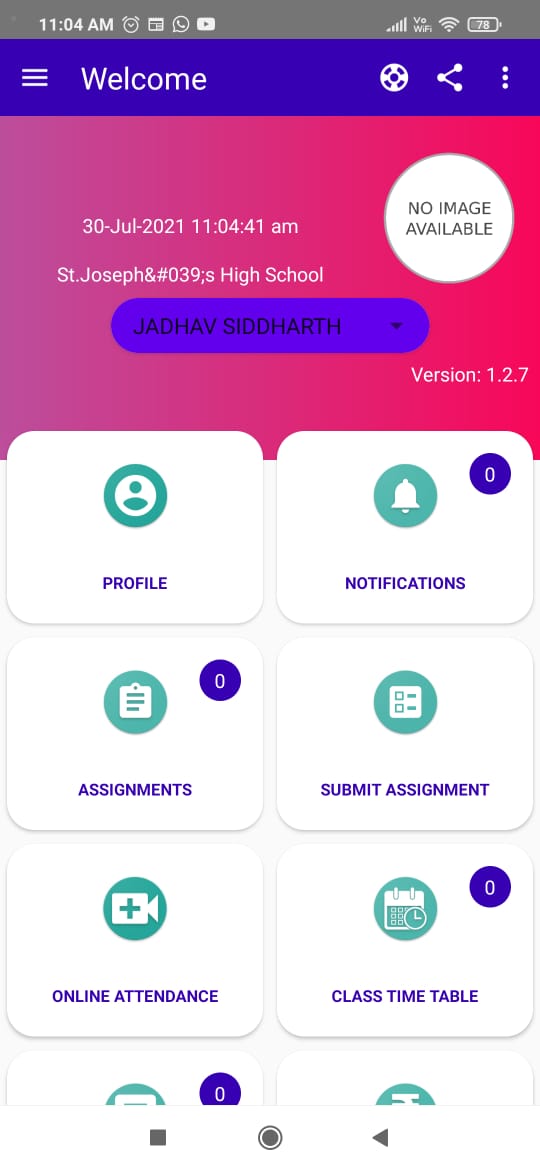 11:04 AM
Vo
WiFi
78
Welcome
NO IMAGE
AVAILABLE
30-Jul-2021 11:04:41 am
St.Joseph&#039;s High School
JADHAV SIDDHARTH
Version: 1.2.7
PROFILE
0
NOTIFICATIONS
0
ASSIGNMENTS
SUBMIT ASSIGNMENT
ONLINE ATTENDANCE
0
CLASS TIME TABLE
0